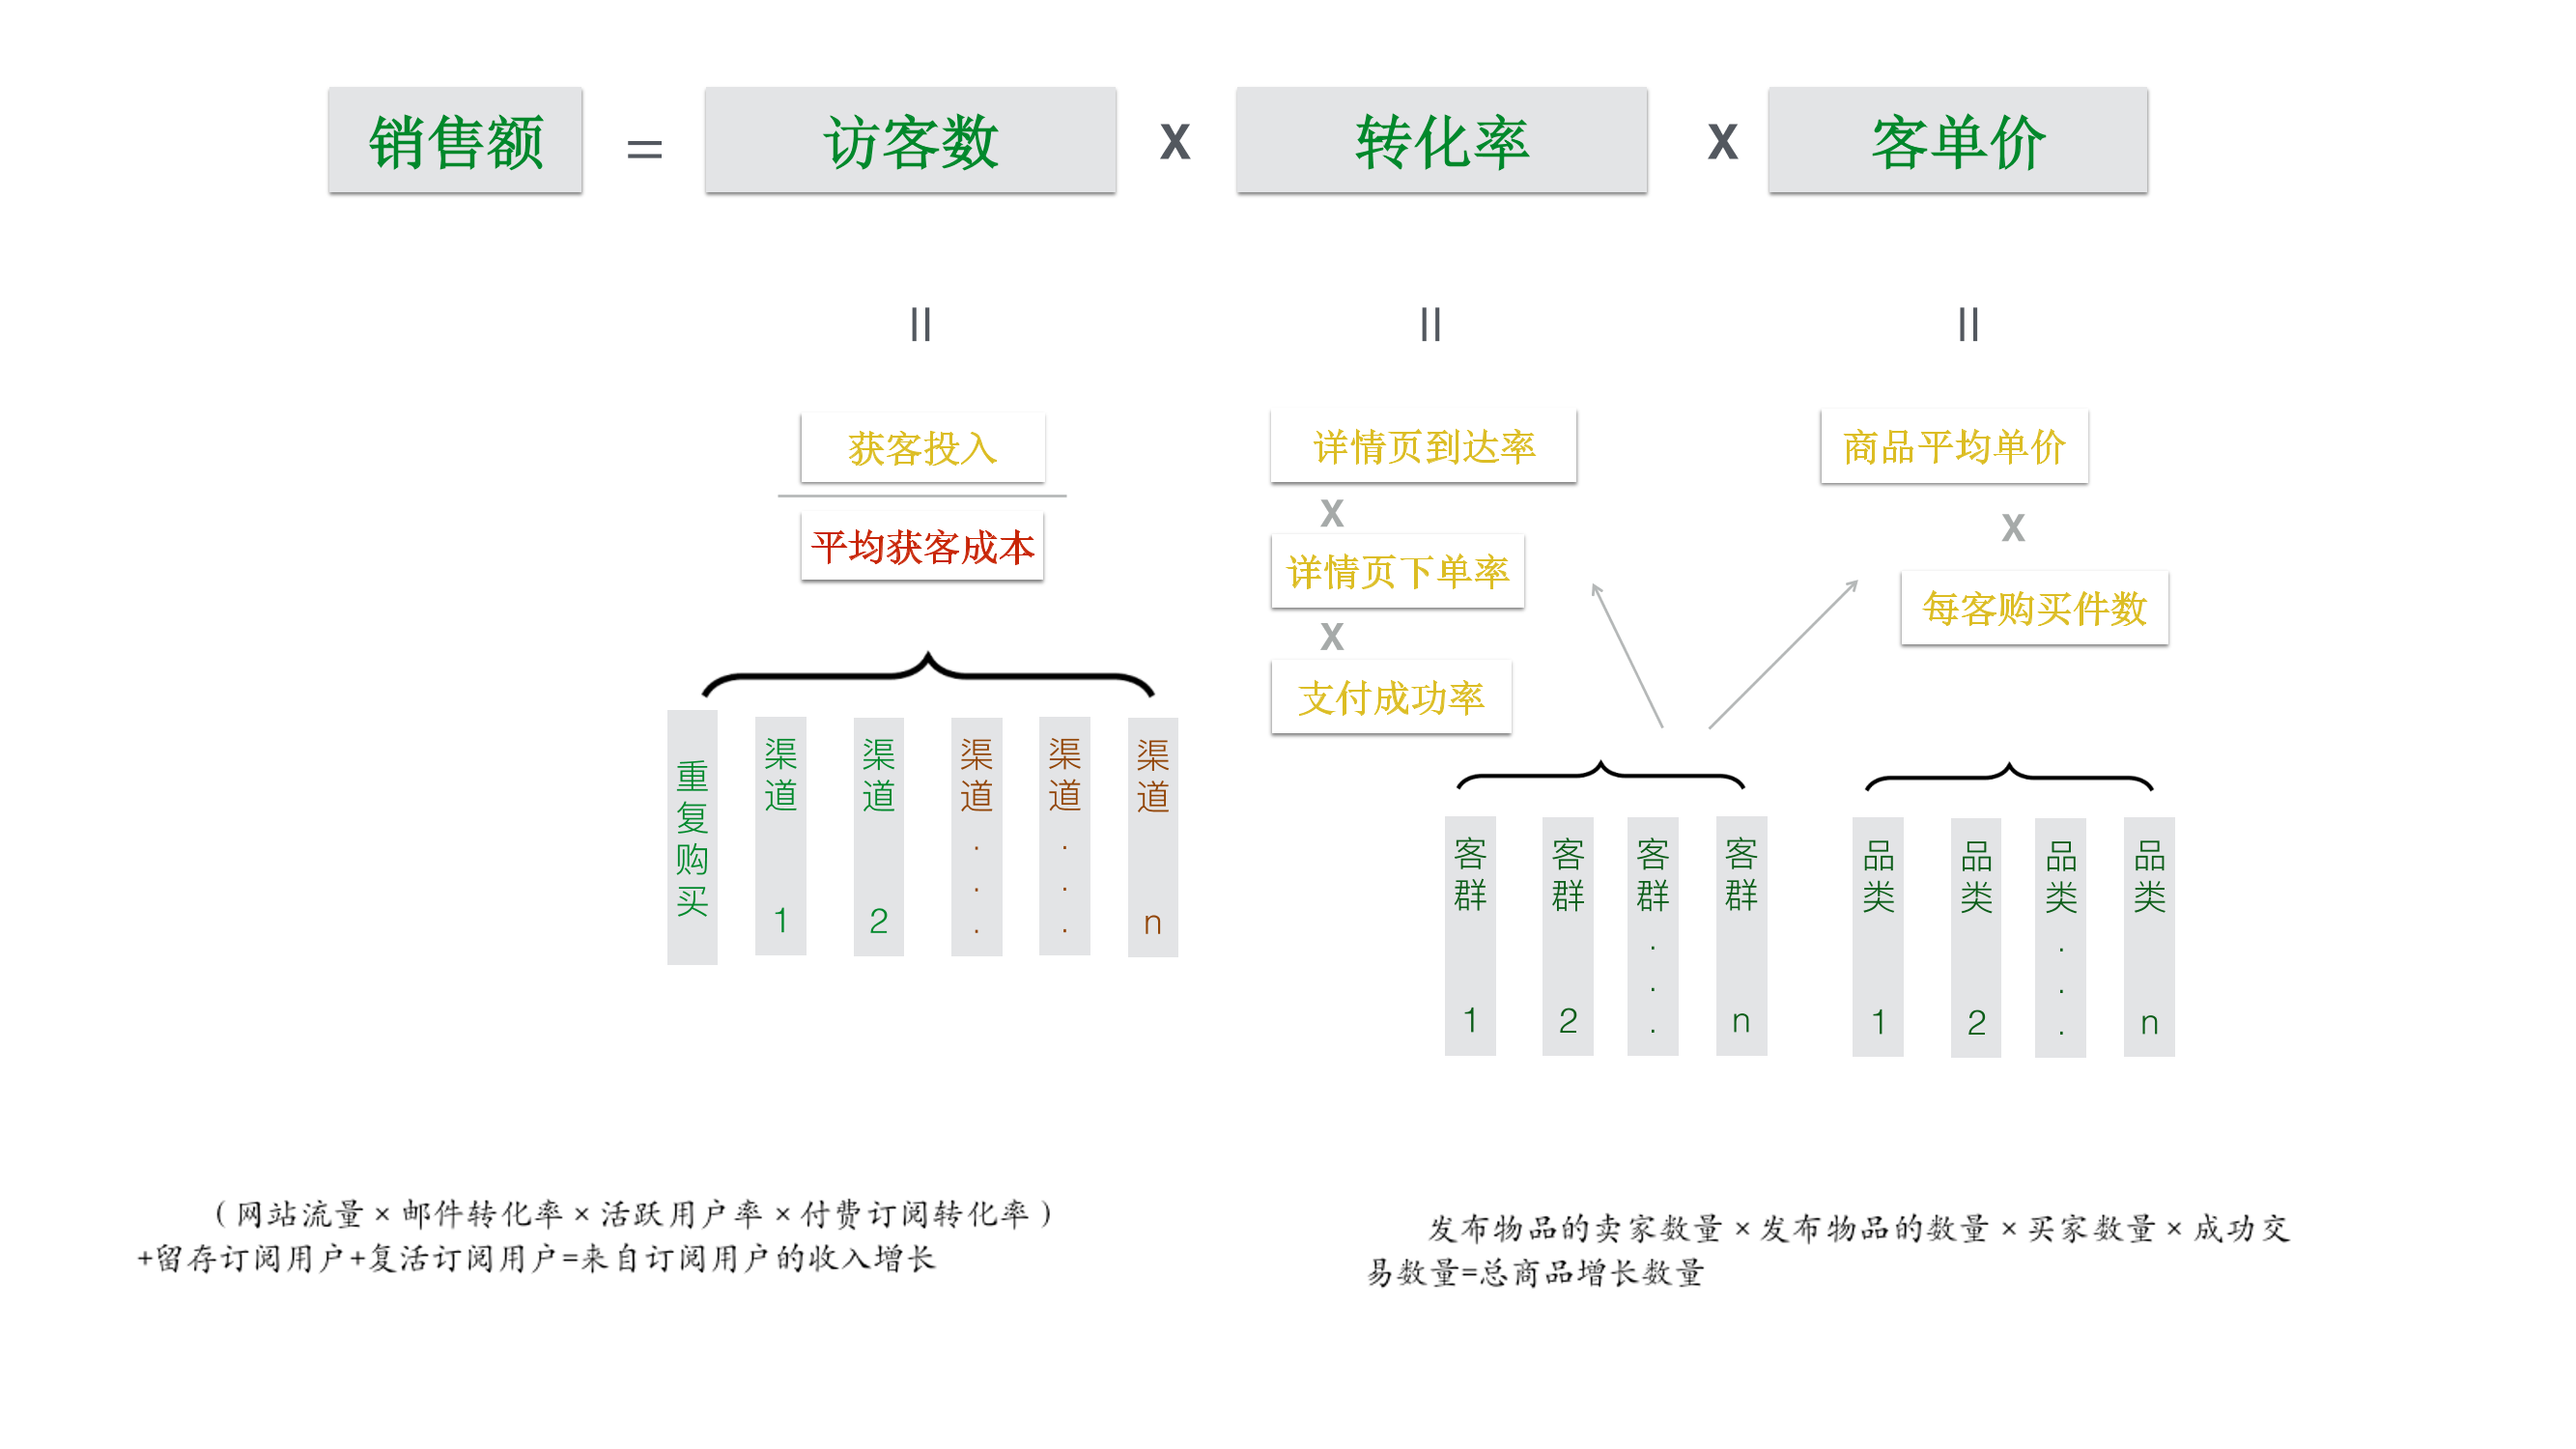 销售额 = 访客数 X 转化率 X 客单价
= = =
获客投入
平均获客成本
详情页到达率
X
详情页下单率
X
支付成功率
商品平均单价
X
每客购买件数
重复购买
渠道 1
渠道 2
渠道...
渠道...
渠道 n
客群 1
客群 2
客群...
客群 n
品类 1
品类 2
品类...
品类 n
（网站流量×邮件转化率×活跃用户率×付费订阅转化率）
+留存订阅用户+复活订阅用户=来自订阅用户的收入增长
发布物品的卖家数量×发布物品的数量×买家数量×成功交
易数量=总商品增长数量